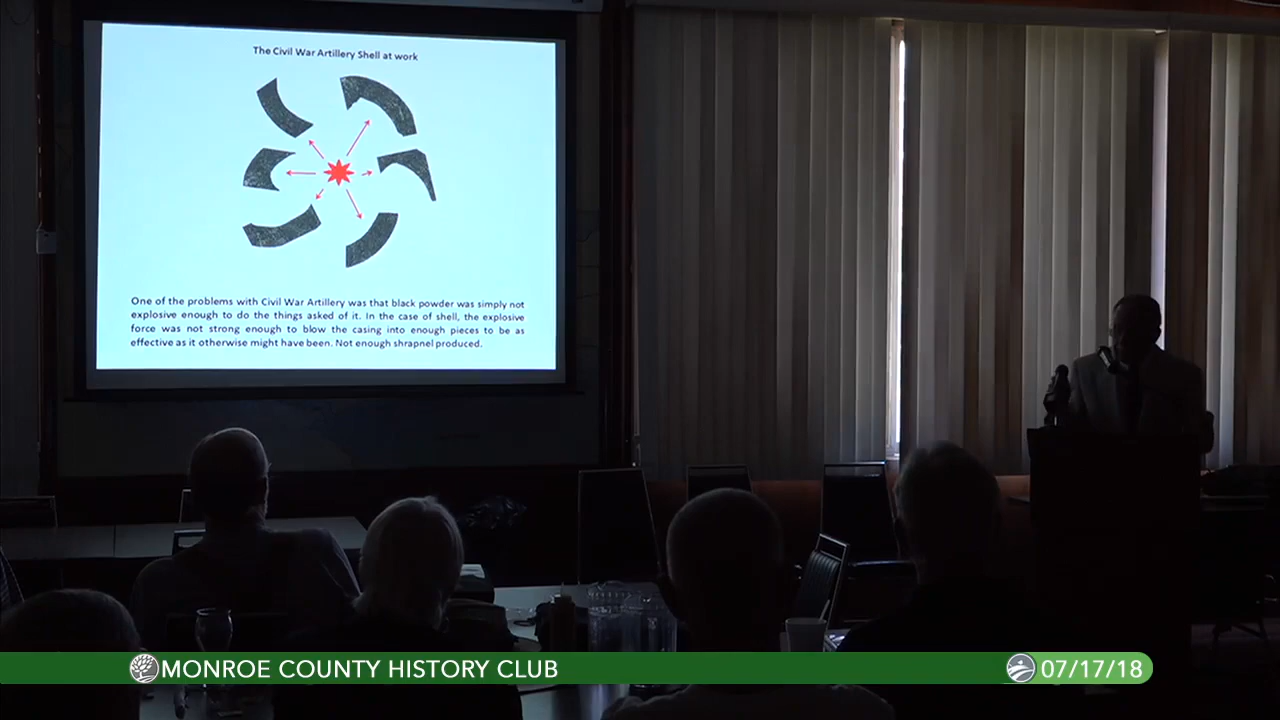 The Civil War Artillery Shell at work
One of the problems with Civil War Artillery was that black powder was simply not
explosive enough to do the things asked of it. In the case of shell, the explosive
force was not strong enough to blow the casing into enough pieces to be as
effective as it otherwise might have been. Not enough shrapnel produced.
MONROE COUNTY HISTORY CLUB
07/17/18